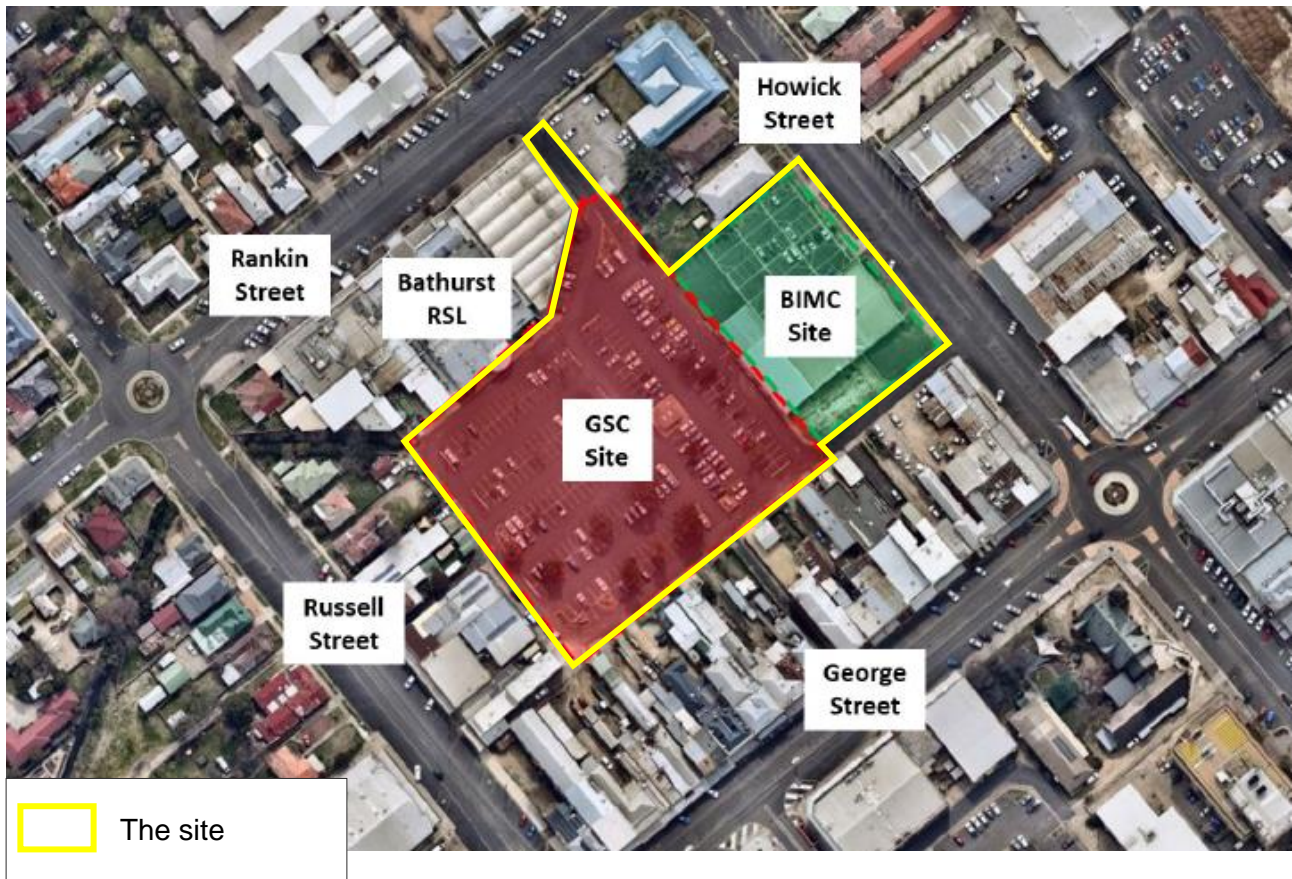 Howick
Street
Rankin
Street
Bathurst
RSL
BIMC
Site
GSC
Site
Russell
Street
George
Street
The site